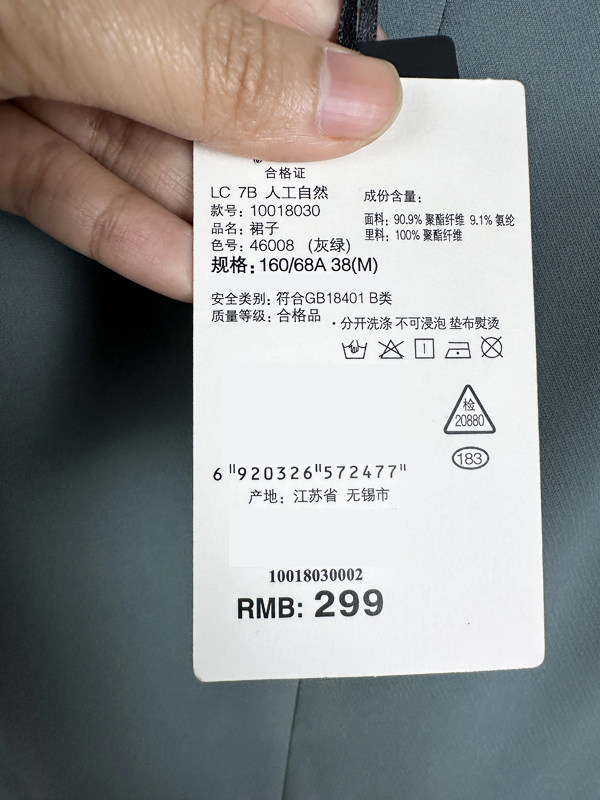 合格证
LC 7B 人工自然
款号：10018030
品名：裙子
色号：46008 （灰绿）
规格：160/68A 38(M)
成份含量：
面料：90.9% 聚酯纤维 9.1% 氨纶
里料：100% 聚酯纤维
安全类别：符合GB18401 B类
质量等级：合格品
·分开洗涤 不可浸泡 垫布熨烫
检
20880
183
6 "920326"572477"
产地：江苏省 无锡市
10018030002
RMB: 299